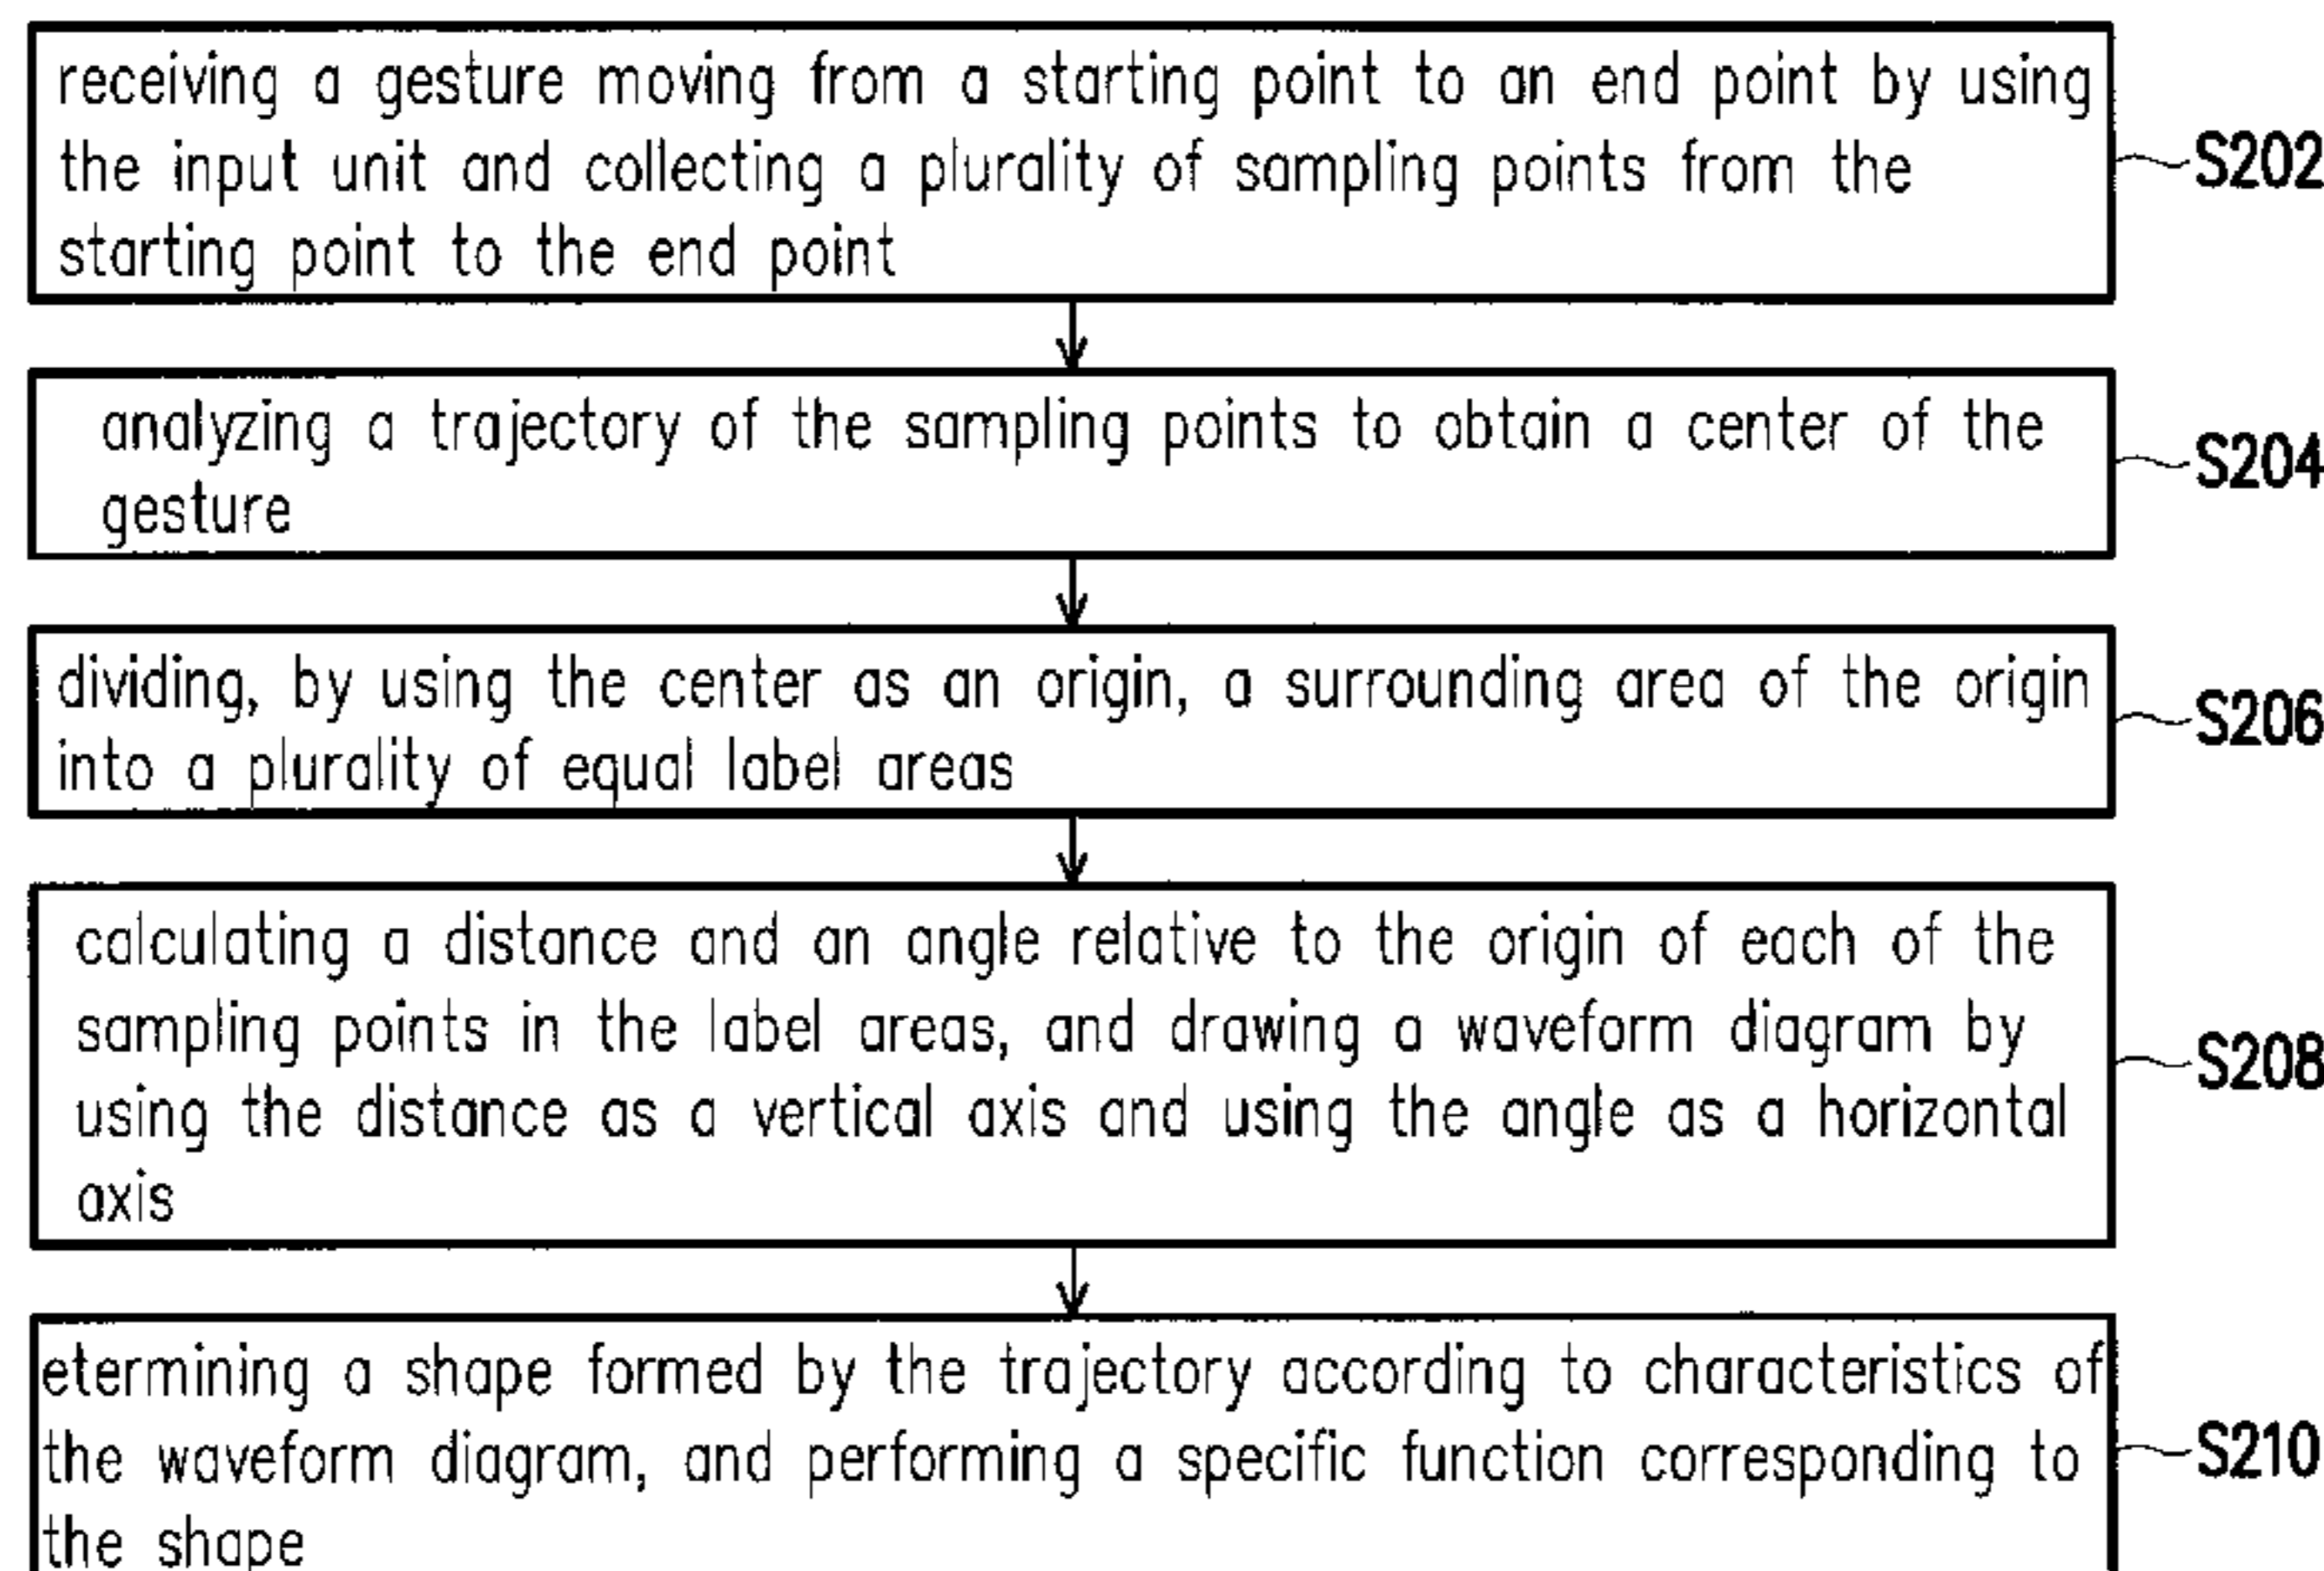 receiving a gesture moving from a starting point to an end point by using
the input unit and collecting a plurality of sampling points from the
starting point to the end point
S202
analyzing a trajectory of the sampling points to obtain a center of the
gesture
S204
dividing, by using the center as an origin, a surrounding area of the origin
into a plurality of equal label areas
S206
calculating a distance and an angle relative to the origin of each of the
sampling points in the label areas, and drawing a waveform diagram by
using the distance as a vertical axis and using the angle as a horizontal
axis
S208
etermining a shape formed by the trajectory according to characteristics of
the waveform diagram, and performing a specific function corresponding to
the shape
S210